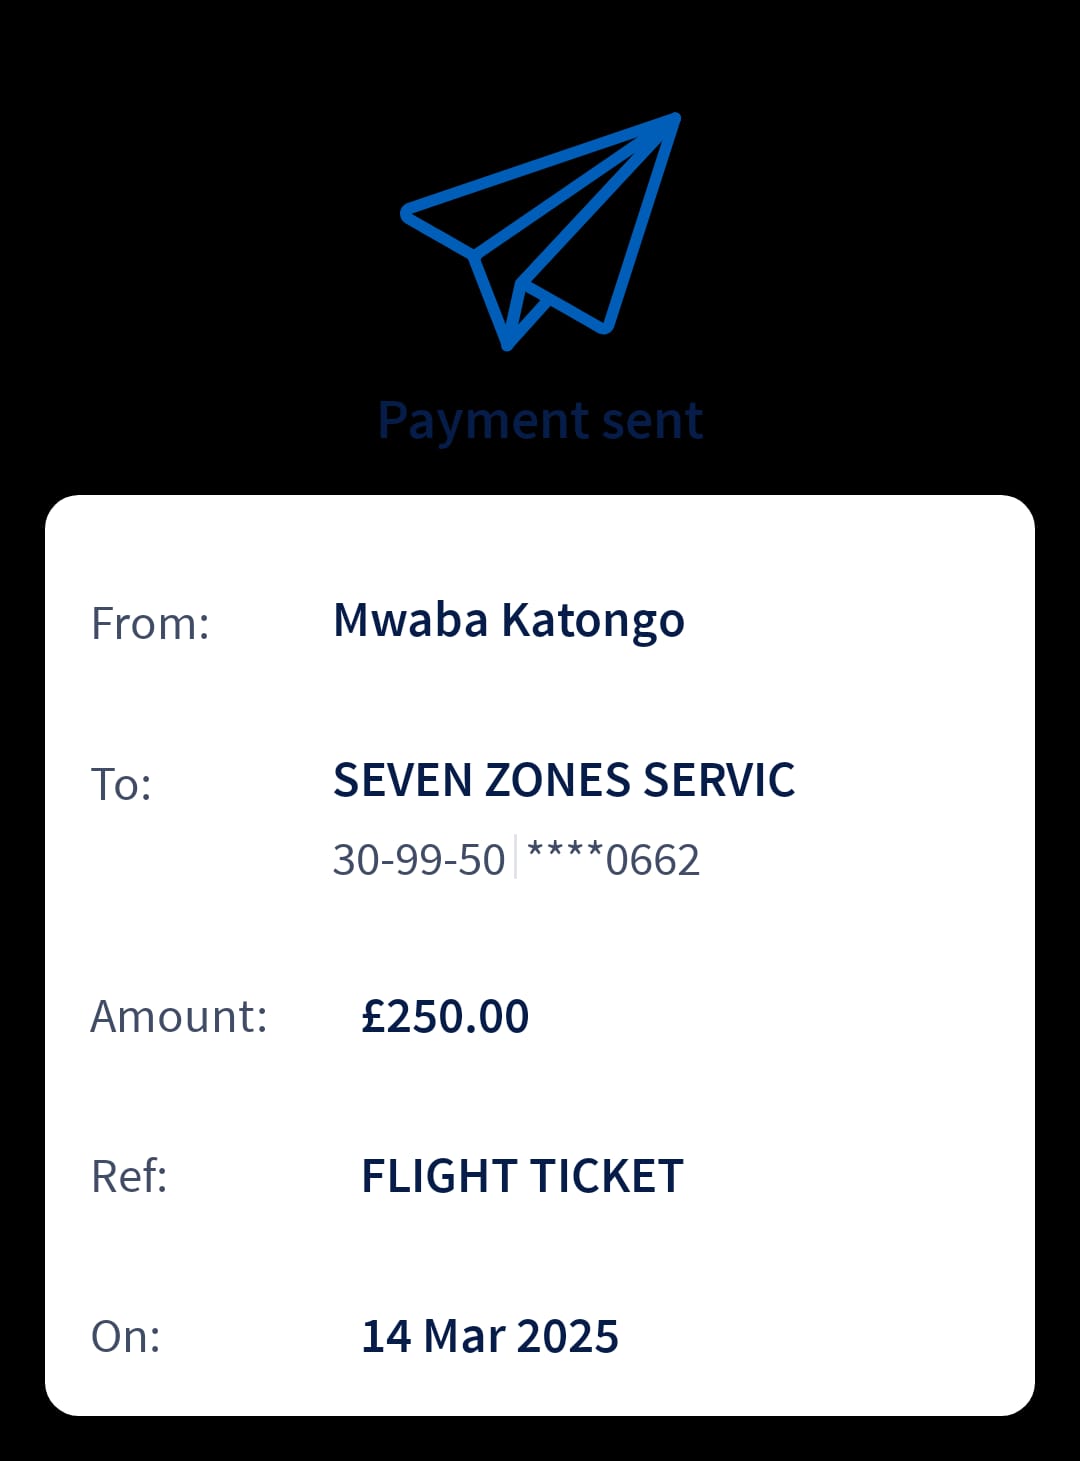 Payment sent
From: Mwaba Katongo
To: SEVEN ZONES SERVIC
30-99-50 ****0662
Amount: £250.00
Ref: FLIGHT TICKET
On: 14 Mar 2025